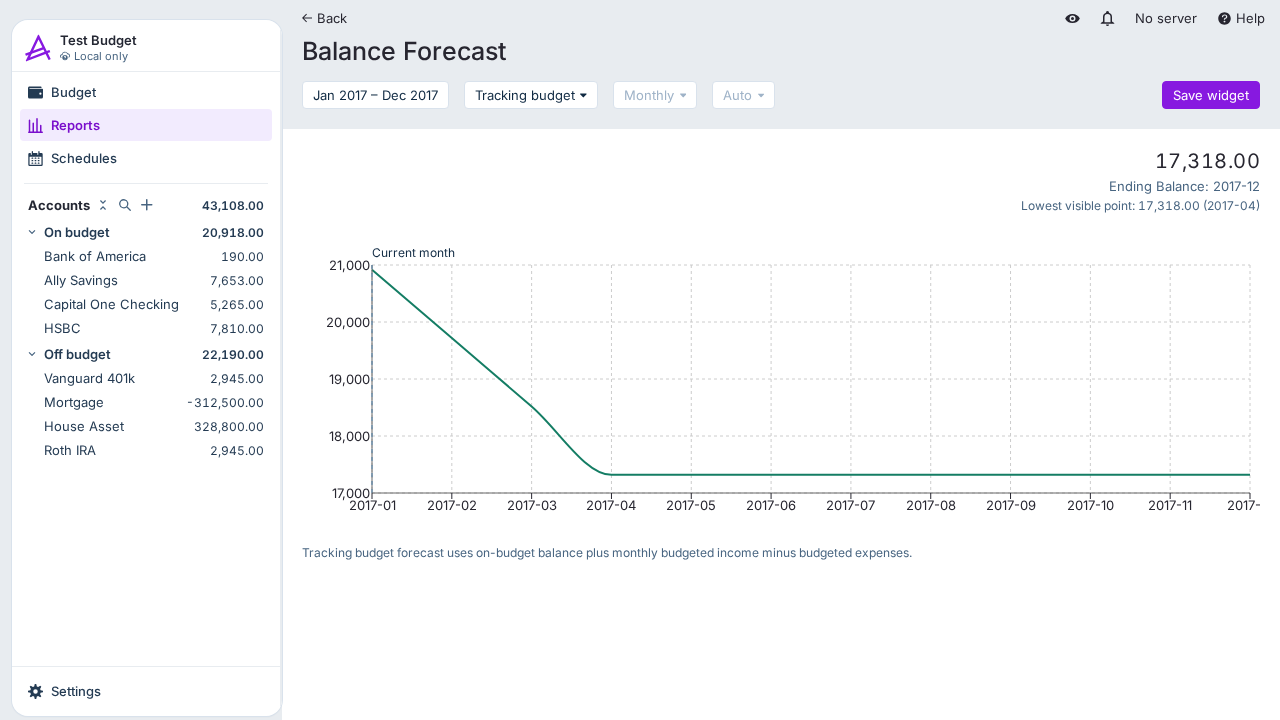 Test Budget
Local only
Budget
Reports
Schedules
Accounts 43,108.00
On budget 20,918.00
Bank of America 190.00
Ally Savings 7,653.00
Capital One Checking 5,265.00
HSBC 7,810.00
Off budget 22,190.00
Vanguard 401k 2,945.00
Mortgage -312,500.00
House Asset 328,800.00
Roth IRA 2,945.00
Settings
Back
No server
Help
Balance Forecast
Jan 2017 – Dec 2017
Tracking budget
Monthly
Auto
Save widget
17,318.00
Ending Balance: 2017-12
Lowest visible point: 17,318.00 (2017-04)
Current month
21,000
20,000
19,000
18,000
17,000
2017-01 2017-02 2017-03 2017-04 2017-05 2017-06 2017-07 2017-08 2017-09 2017-10 2017-11 2017-
Tracking budget forecast uses on-budget balance plus monthly budgeted income minus budgeted expenses.